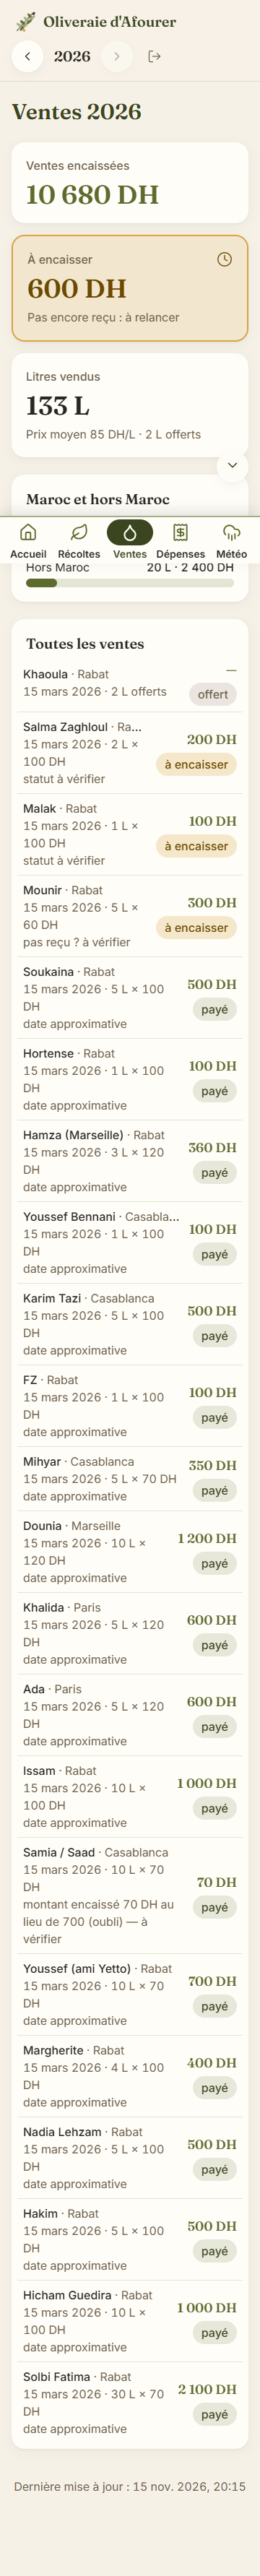 Oliveraie d'Afourer
2026
Ventes 2026
Ventes encaissées
10 680 DH
À encaisser
600 DH
Pas encore reçu : à relancer
Litres vendus
133 L
Prix moyen 85 DH/L · 2 L offerts
Maroc et hors Maroc
Accueil Récoltes Ventes Dépenses Météo
Hors Maroc 20 L · 2 400 DH
Toutes les ventes
Khaoula · Rabat —
15 mars 2026 · 2 L offerts offert
Salma Zaghloul · Ra…
15 mars 2026 · 2 L × 200 DH
100 DH à encaisser
statut à vérifier
Malak · Rabat
15 mars 2026 · 1 L × 100 DH
100 DH à encaisser
statut à vérifier
Mounir · Rabat
15 mars 2026 · 5 L × 300 DH
60 DH à encaisser
pas reçu ? à vérifier
Soukaina · Rabat
15 mars 2026 · 5 L × 100 500 DH
DH payé
date approximative
Hortense · Rabat
15 mars 2026 · 1 L × 100 100 DH
DH payé
date approximative
Hamza (Marseille) · Rabat
15 mars 2026 · 3 L × 120 360 DH
DH payé
date approximative
Youssef Bennani · Casabla…
15 mars 2026 · 1 L × 100 100 DH
DH payé
date approximative
Karim Tazi · Casablanca
15 mars 2026 · 5 L × 100 500 DH
DH payé
date approximative
FZ · Rabat
15 mars 2026 · 1 L × 100 100 DH
DH payé
date approximative
Mihyar · Casablanca 350 DH
15 mars 2026 · 5 L × 70 DH payé
date approximative
Dounia · Marseille
15 mars 2026 · 10 L × 1 200 DH
120 DH payé
date approximative
Khalida · Paris
15 mars 2026 · 5 L × 120 600 DH
DH payé
date approximative
Ada · Paris
15 mars 2026 · 5 L × 120 600 DH
DH payé
date approximative
Issam · Rabat
15 mars 2026 · 10 L × 1 000 DH
100 DH payé
date approximative
Samia / Saad · Casablanca
15 mars 2026 · 10 L × 70
DH 70 DH
montant encaissé 70 DH au payé
lieu de 700 (oubli) — à
vérifier
Youssef (ami Yetto) · Rabat
15 mars 2026 · 10 L × 70 700 DH
DH payé
date approximative
Margherite · Rabat
15 mars 2026 · 4 L × 100 400 DH
DH payé
date approximative
Nadia Lehzam · Rabat
15 mars 2026 · 5 L × 100 500 DH
DH payé
date approximative
Hakim · Rabat
15 mars 2026 · 5 L × 100 500 DH
DH payé
date approximative
Hicham Guedira · Rabat
15 mars 2026 · 10 L × 1 000 DH
100 DH payé
date approximative
Solbi Fatima · Rabat
15 mars 2026 · 30 L × 70 2 100 DH
DH payé
date approximative
Dernière mise à jour : 15 nov. 2026, 20:15